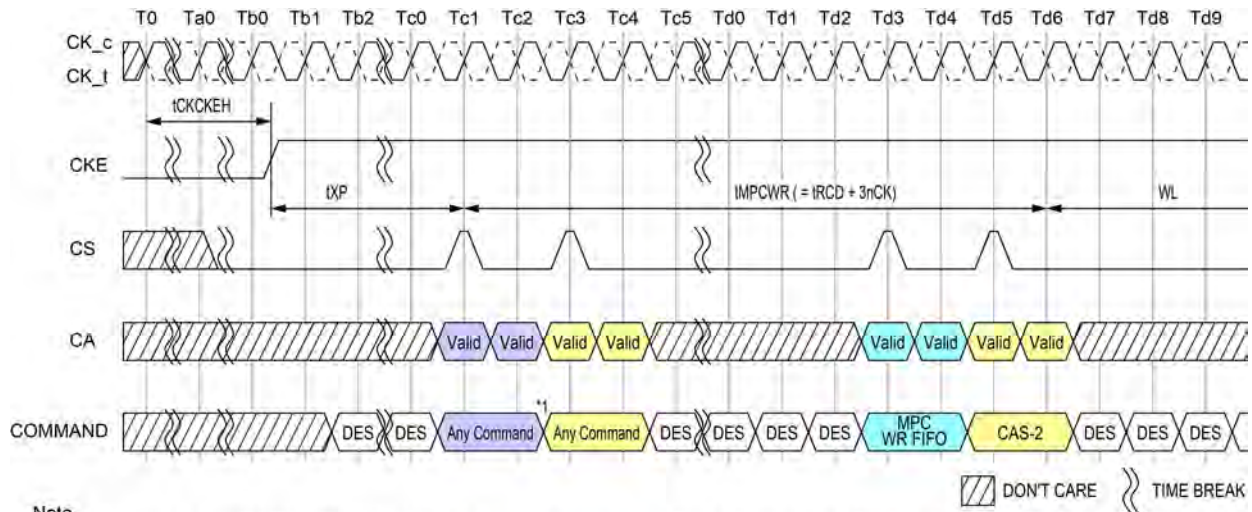 T0 Ta0 Tb0 Tb1 Tb2 Tc0 Tc1 Tc2 Tc3 Tc4 Tc5 Td0 Td1 Td2 Td3 Td4 Td5 Td6 Td7 Td8 Td9
CK_c
CK_t
tCKCKEH
CKE
tXP tMPCWR ( = tRCD + 3nCK) WL
CS
CA Valid Valid Valid Valid Valid Valid Valid Valid
*1
COMMAND DES DES Any Command Any Command DES DES DES DES MPC WR FIFO CAS-2 DES DES DES
DON'T CARE TIME BREAK
Note